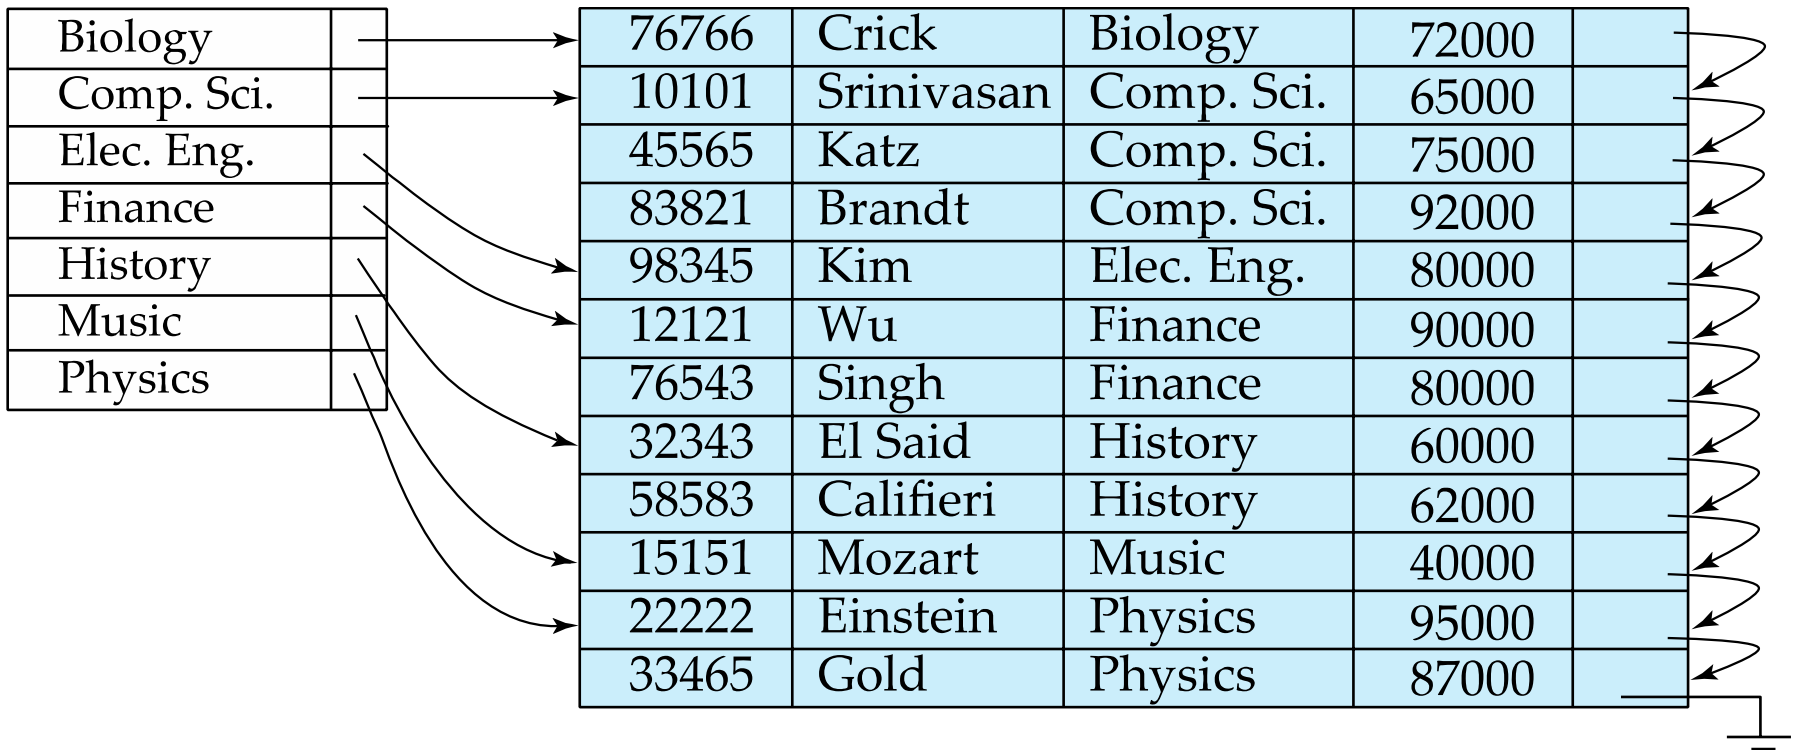 Biology
Comp. Sci.
Elec. Eng.
Finance
History
Music
Physics
76766 Crick Biology 72000
10101 Srinivasan Comp. Sci. 65000
45565 Katz Comp. Sci. 75000
83821 Brandt Comp. Sci. 92000
98345 Kim Elec. Eng. 80000
12121 Wu Finance 90000
76543 Singh Finance 80000
32343 El Said History 60000
58583 Califieri History 62000
15151 Mozart Music 40000
22222 Einstein Physics 95000
33465 Gold Physics 87000